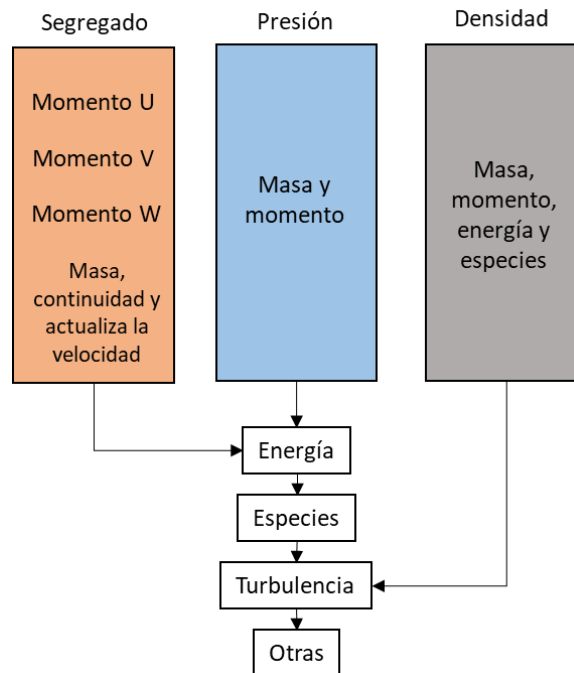 Segregado
Momento U
Momento V
Momento W
Masa,
continuidad y
actualiza la
velocidad
Presión
Masa y
momento
Densidad
Masa,
momento,
energía y
especies
Energía
Especies
Turbulencia
Otras